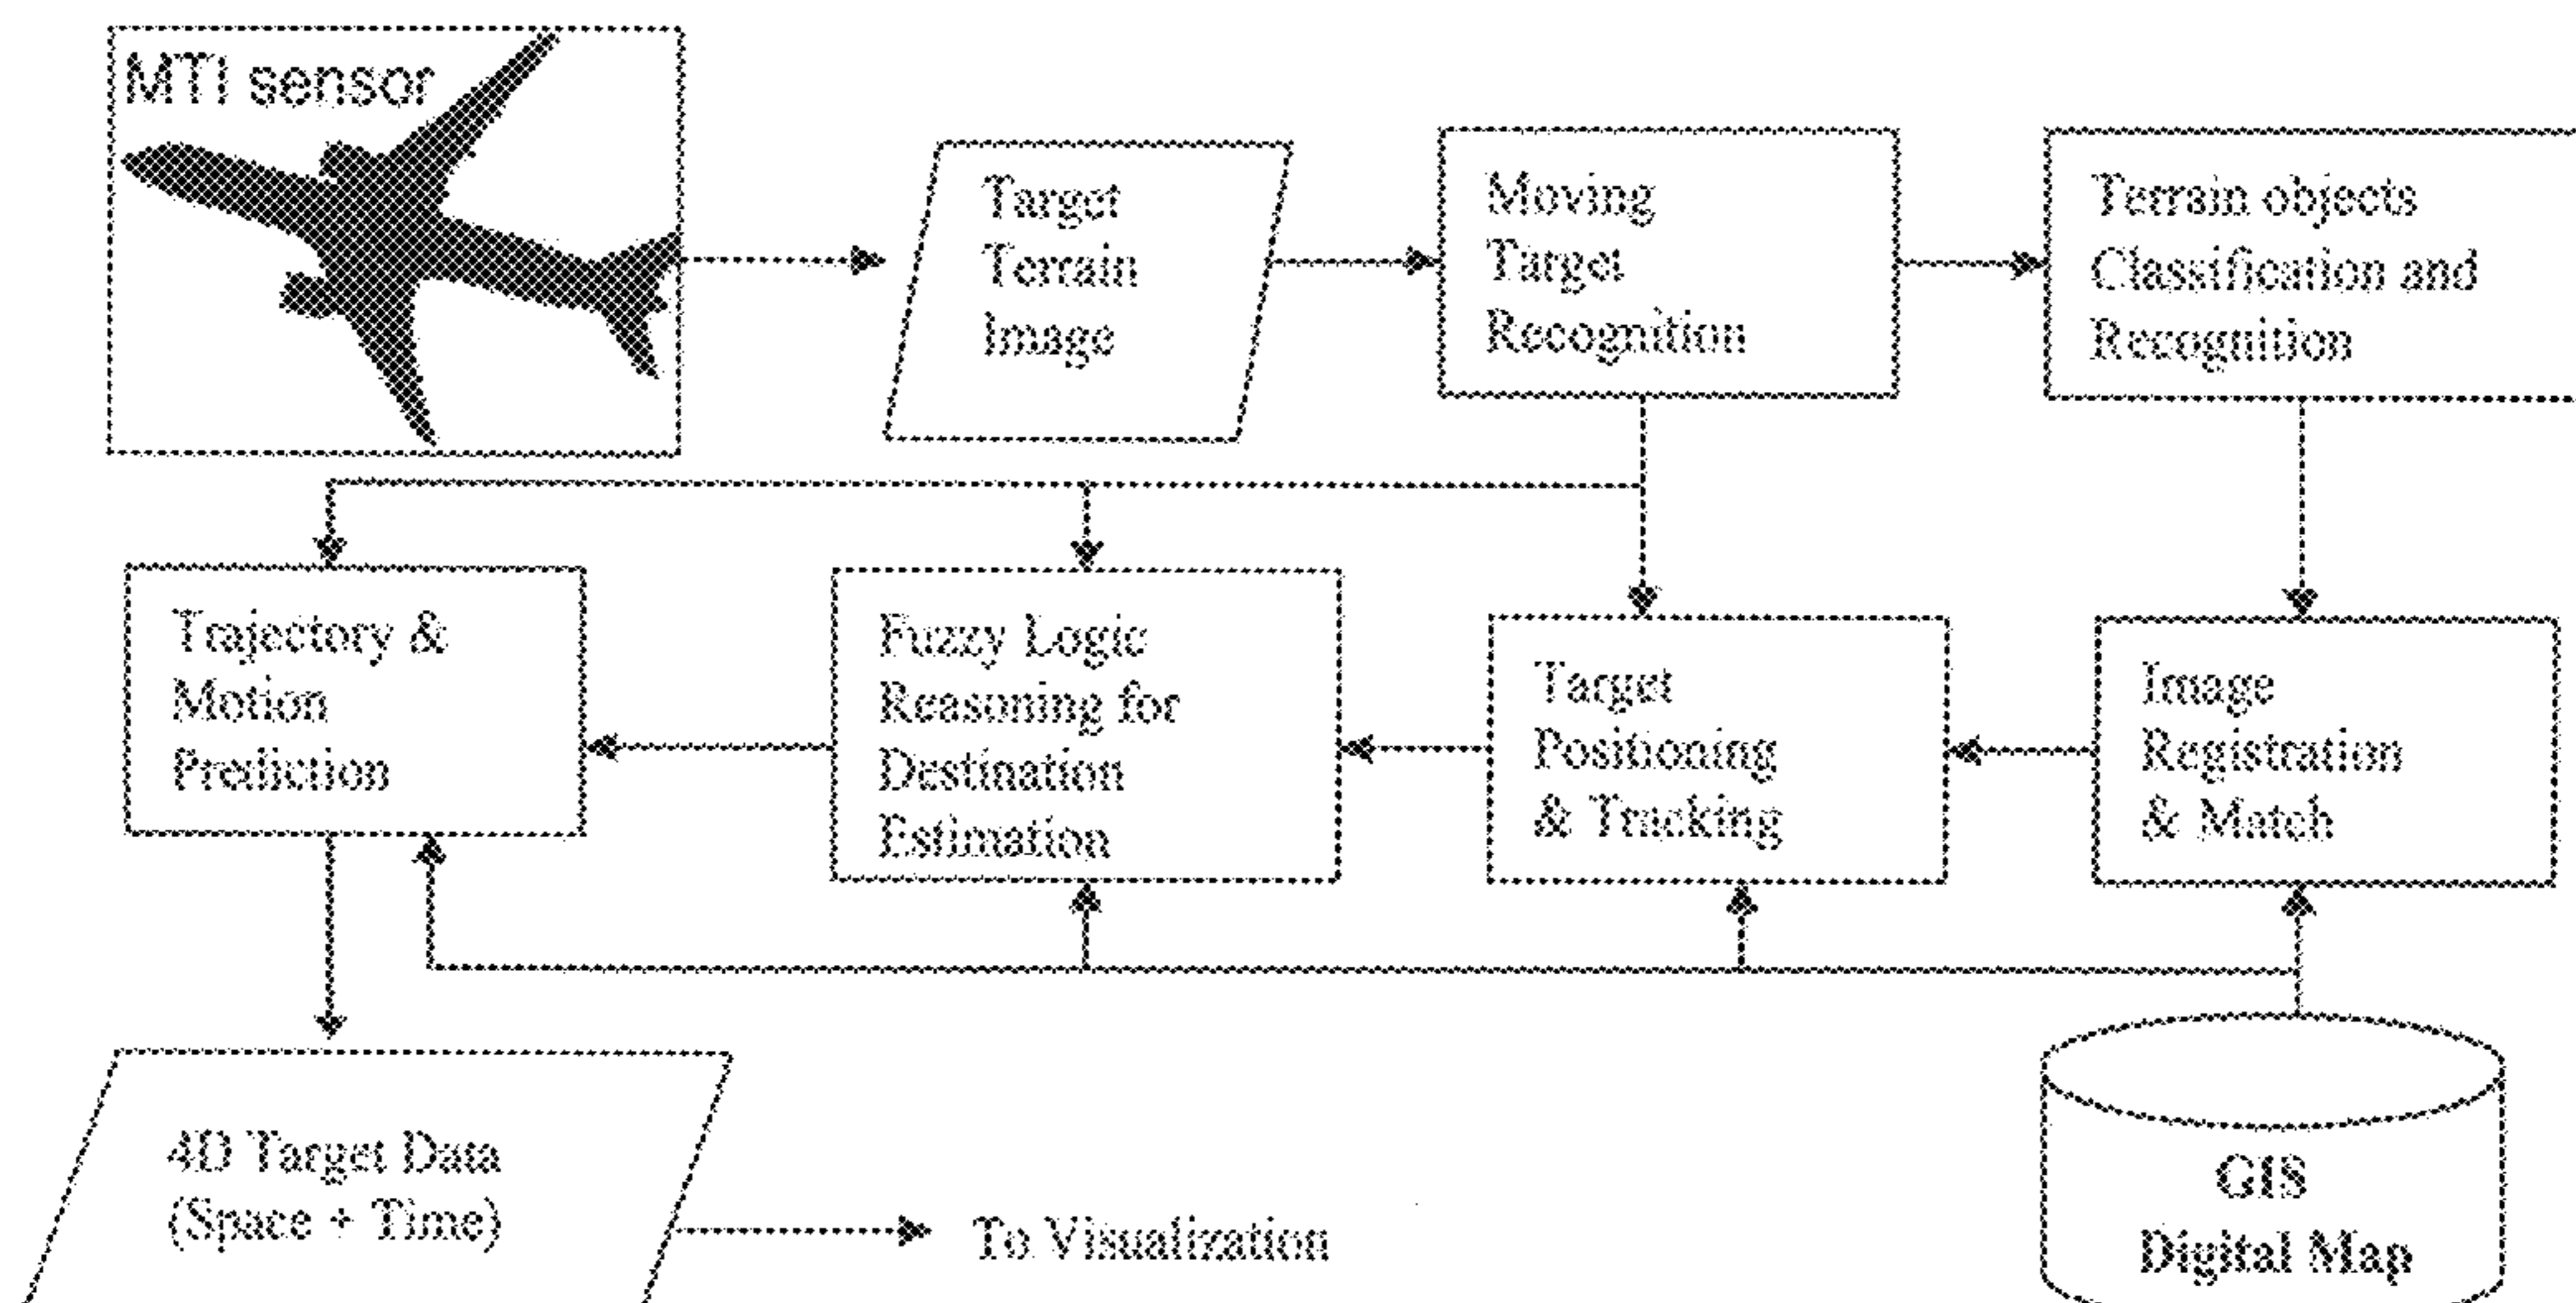 MTI sensor
Target
Terrain
Image
Moving
Target
Recognition
Terrain objects
Classification and
Recognition
Trajectory &
Motion
Prediction
Fuzzy Logic
Reasoning for
Destination
Estimation
Target
Positioning
& Tracking
Image
Registration
& Match
4D Target Data
(Space + Time)
To Visualization
GIS
Digital Map